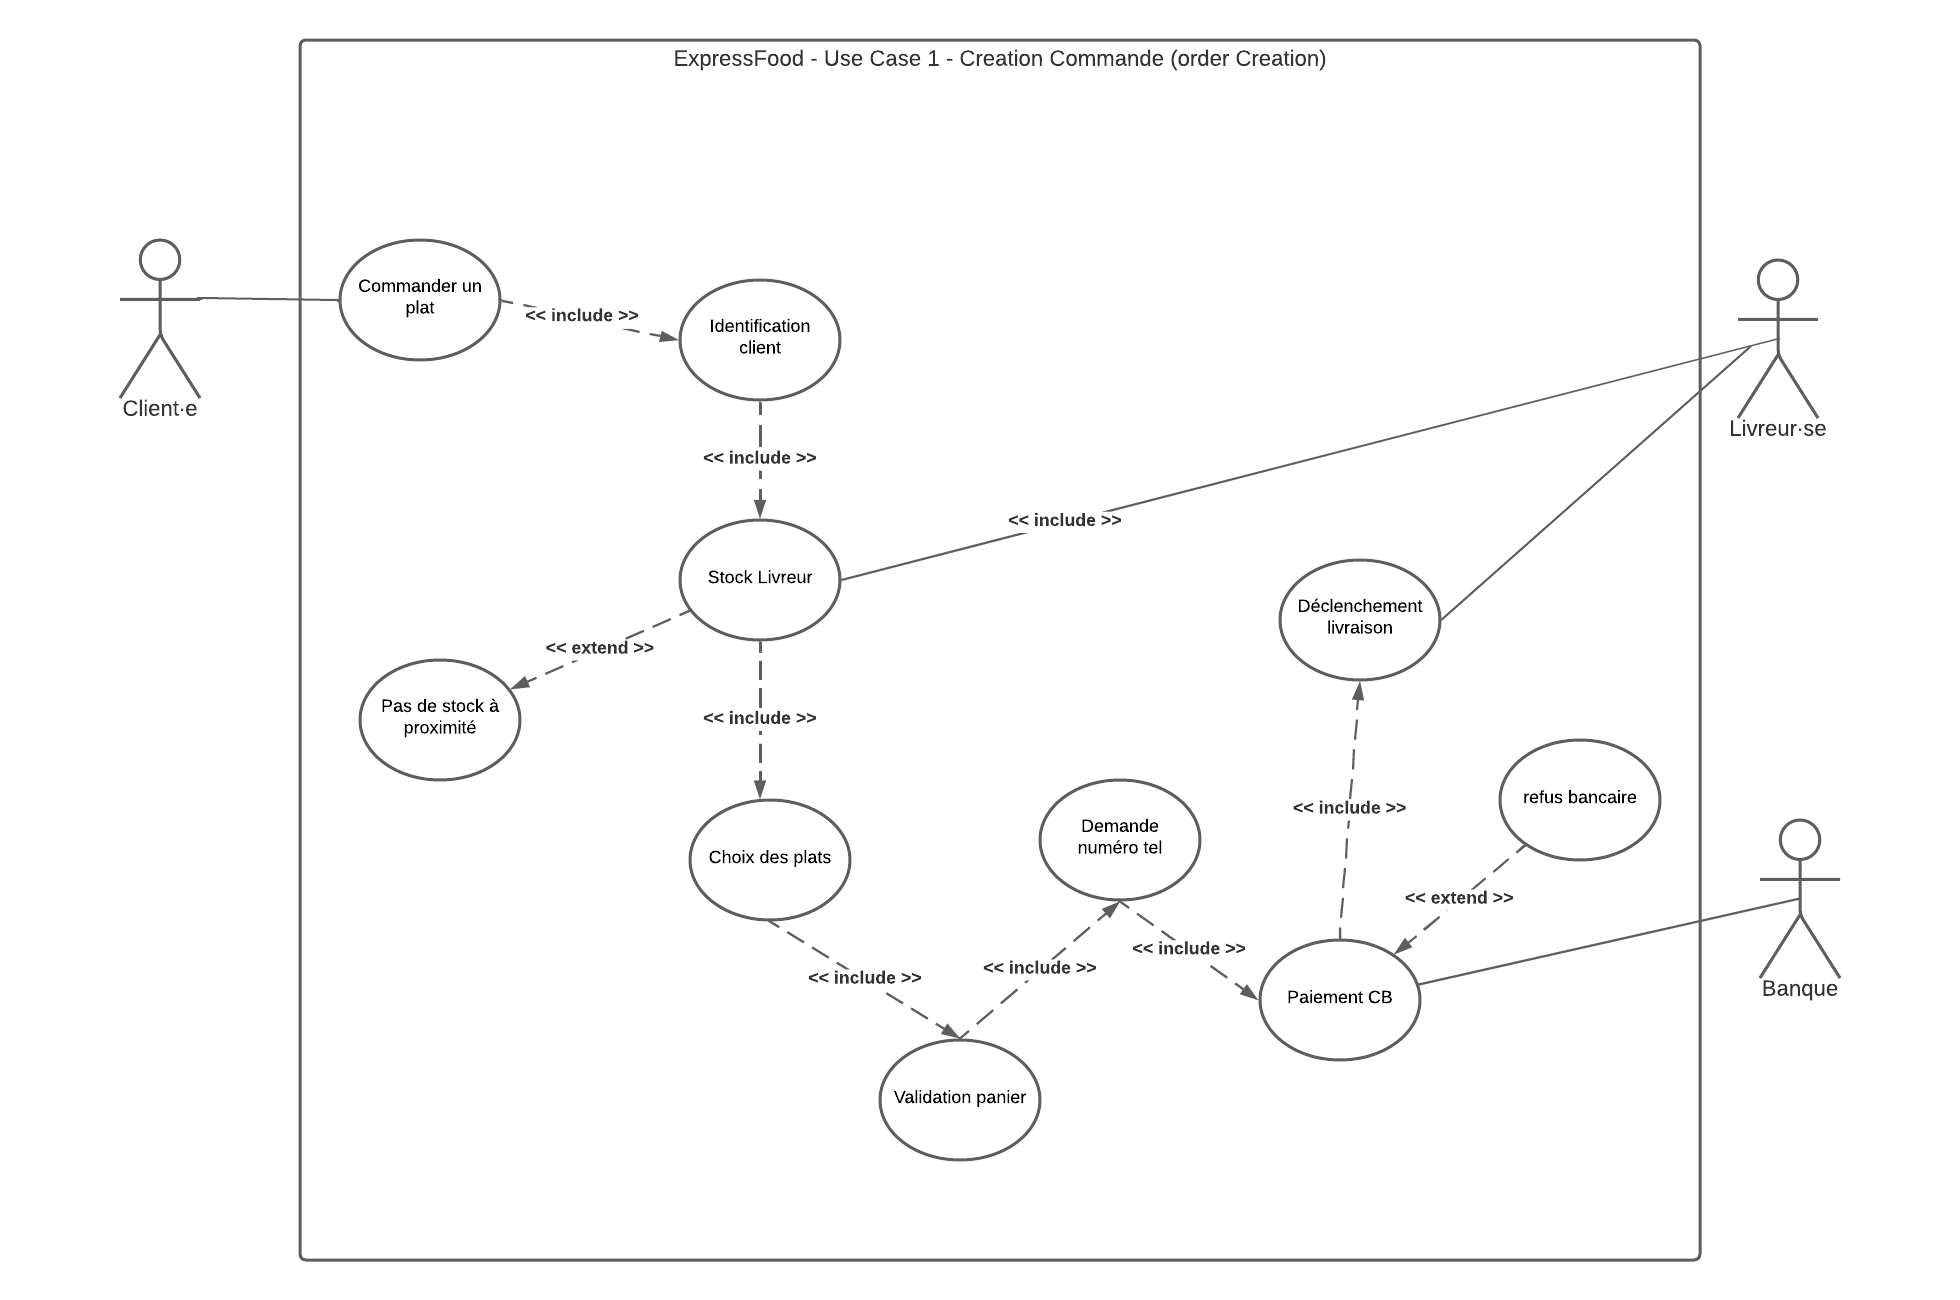 ExpressFood - Use Case 1 - Creation Commande (order Creation)
Commander un
plat
<< include >>
Identification
client
Client·e
Livreur·se
<< include >>
<< include >>
Stock Livreur
Déclenchement
livraison
<< extend >>
Pas de stock à
proximité
<< include >>
<< include >>
refus bancaire
Demande
numéro tel
Choix des plats
<< extend >>
<< include >>
<< include >>
<< include >>
Banque
Paiement CB
Validation panier